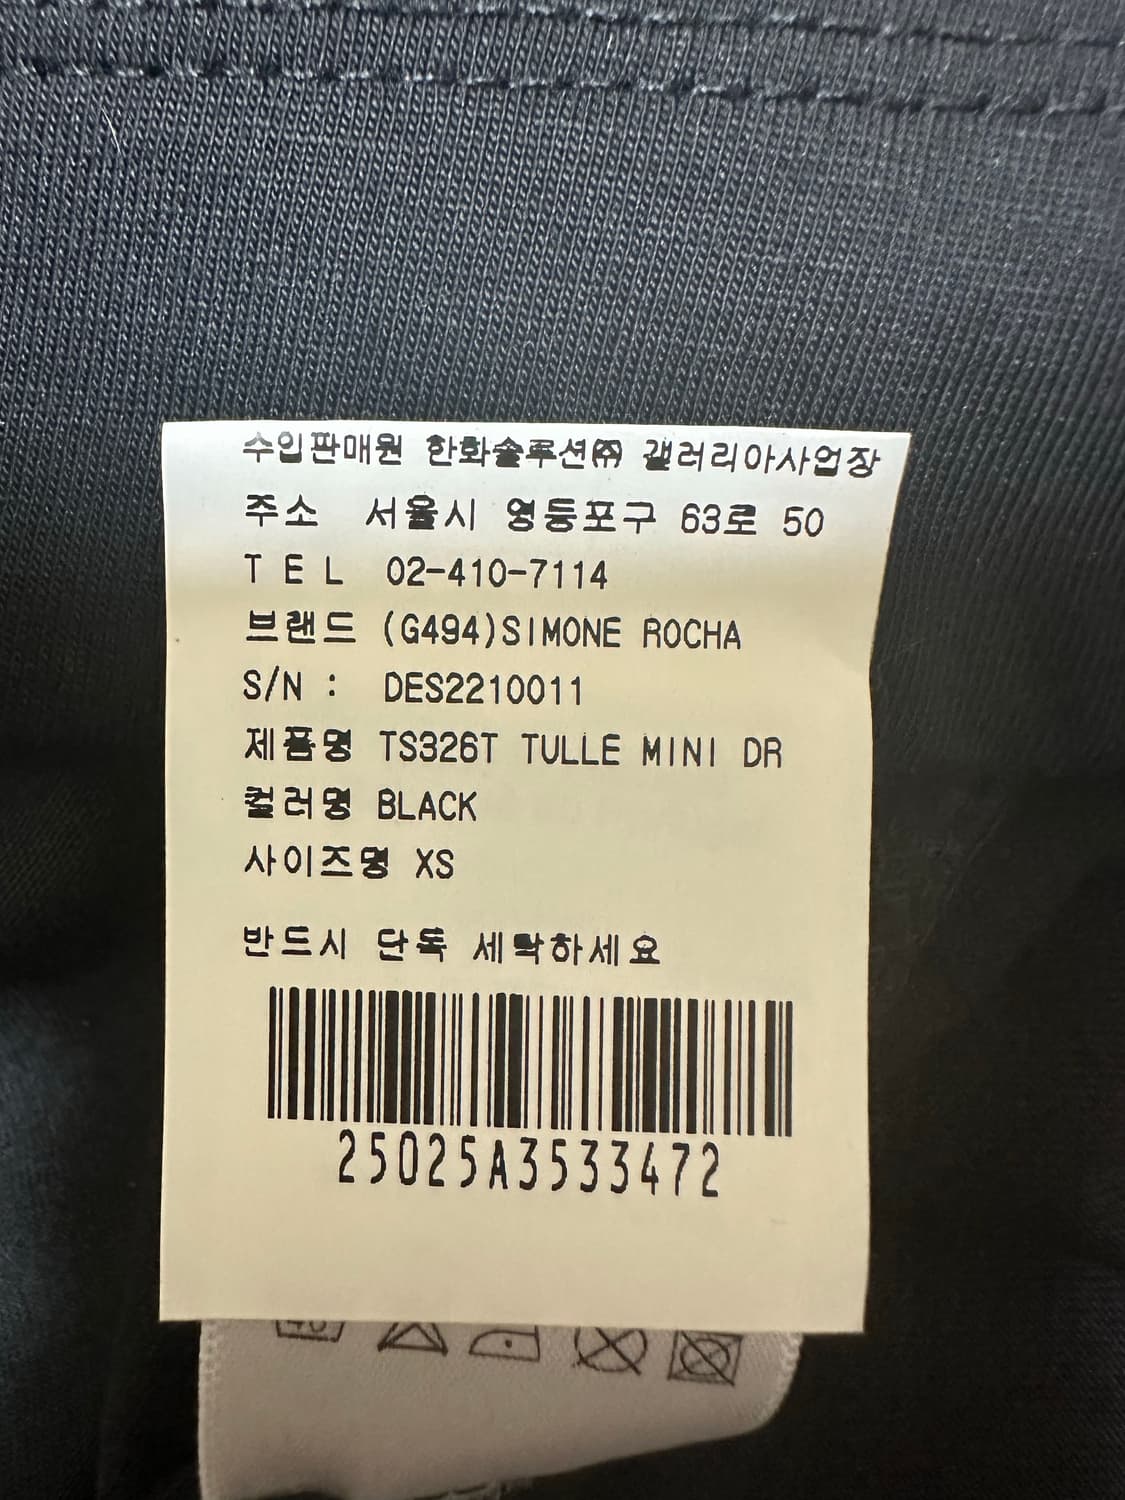 수입판매원 한화솔루션㈜ 갤러리아사업장
주소 서울시 영등포구 63로 50
TEL 02-410-7114
브랜드 (G494)SIMONE ROCHA
S/N : DES2210011
제품명 TS326T TULLE MINI DR
컬러명 BLACK
사이즈명 XS
반드시 단독 세탁하세요
25025A3533472